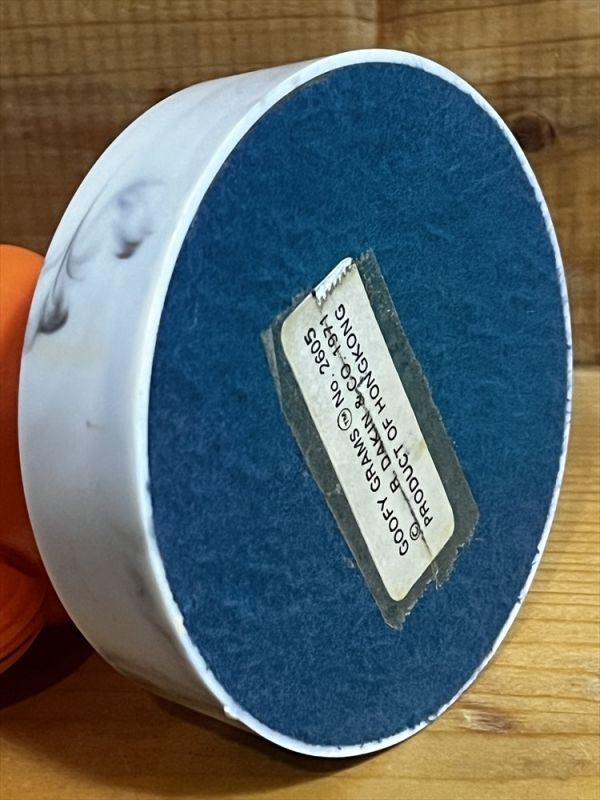 GOOFY GRAMS ™ No. 2605
© R. DAKIN & CO. 1971
PRODUCT OF HONGKONG